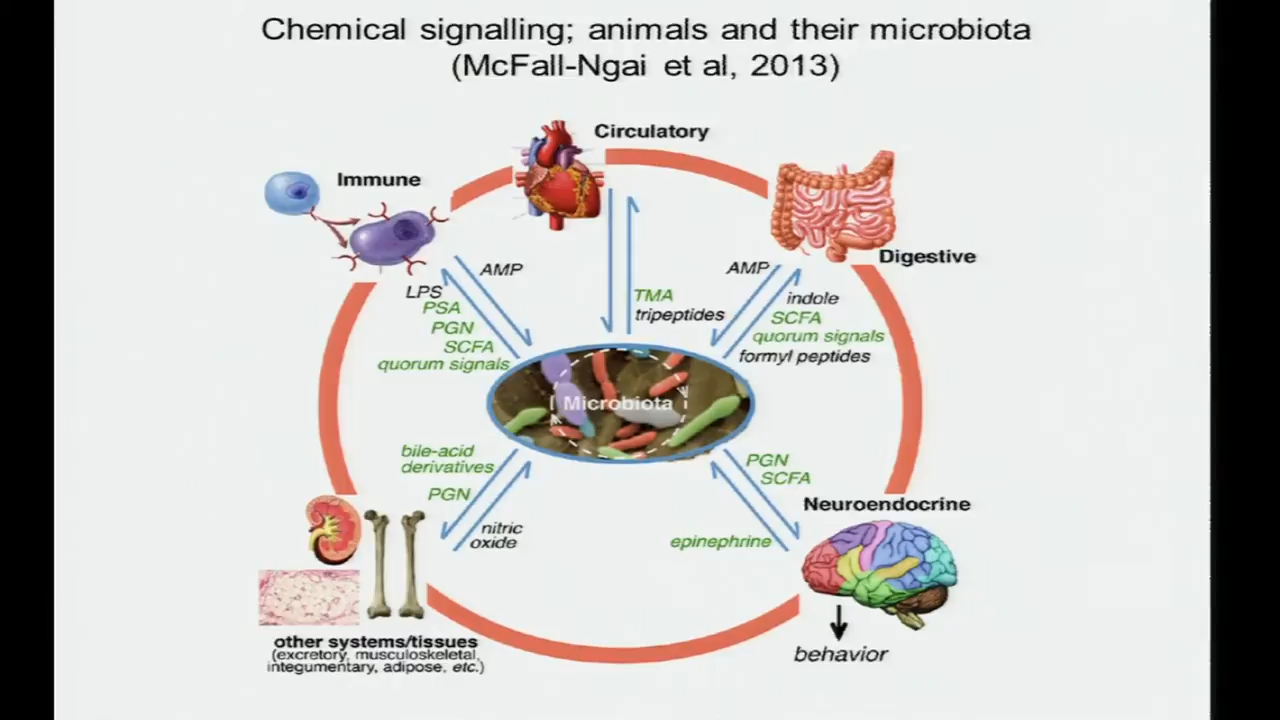 Chemical signalling; animals and their microbiota
(McFall-Ngai et al, 2013)
Circulatory
Immune
Digestive
AMP
LPS
PSA
PGN
SCFA
quorum signals
TMA
tripeptides
AMP
indole
SCFA
quorum signals
formyl peptides
Microbiota
bile-acid
derivatives
PGN
nitric
oxide
PGN
SCFA
epinephrine
Neuroendocrine
behavior
other systems/tissues
(excretory, musculoskeletal,
integumentary, adipose, etc.)